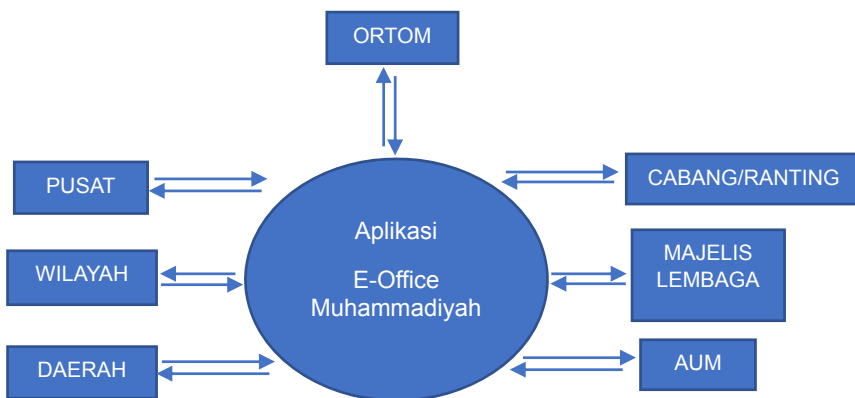 ORTOM
PUSAT
CABANG/RANTING
Aplikasi
E-Office
Muhammadiyah
WILAYAH
MAJELIS
LEMBAGA
DAERAH
AUM